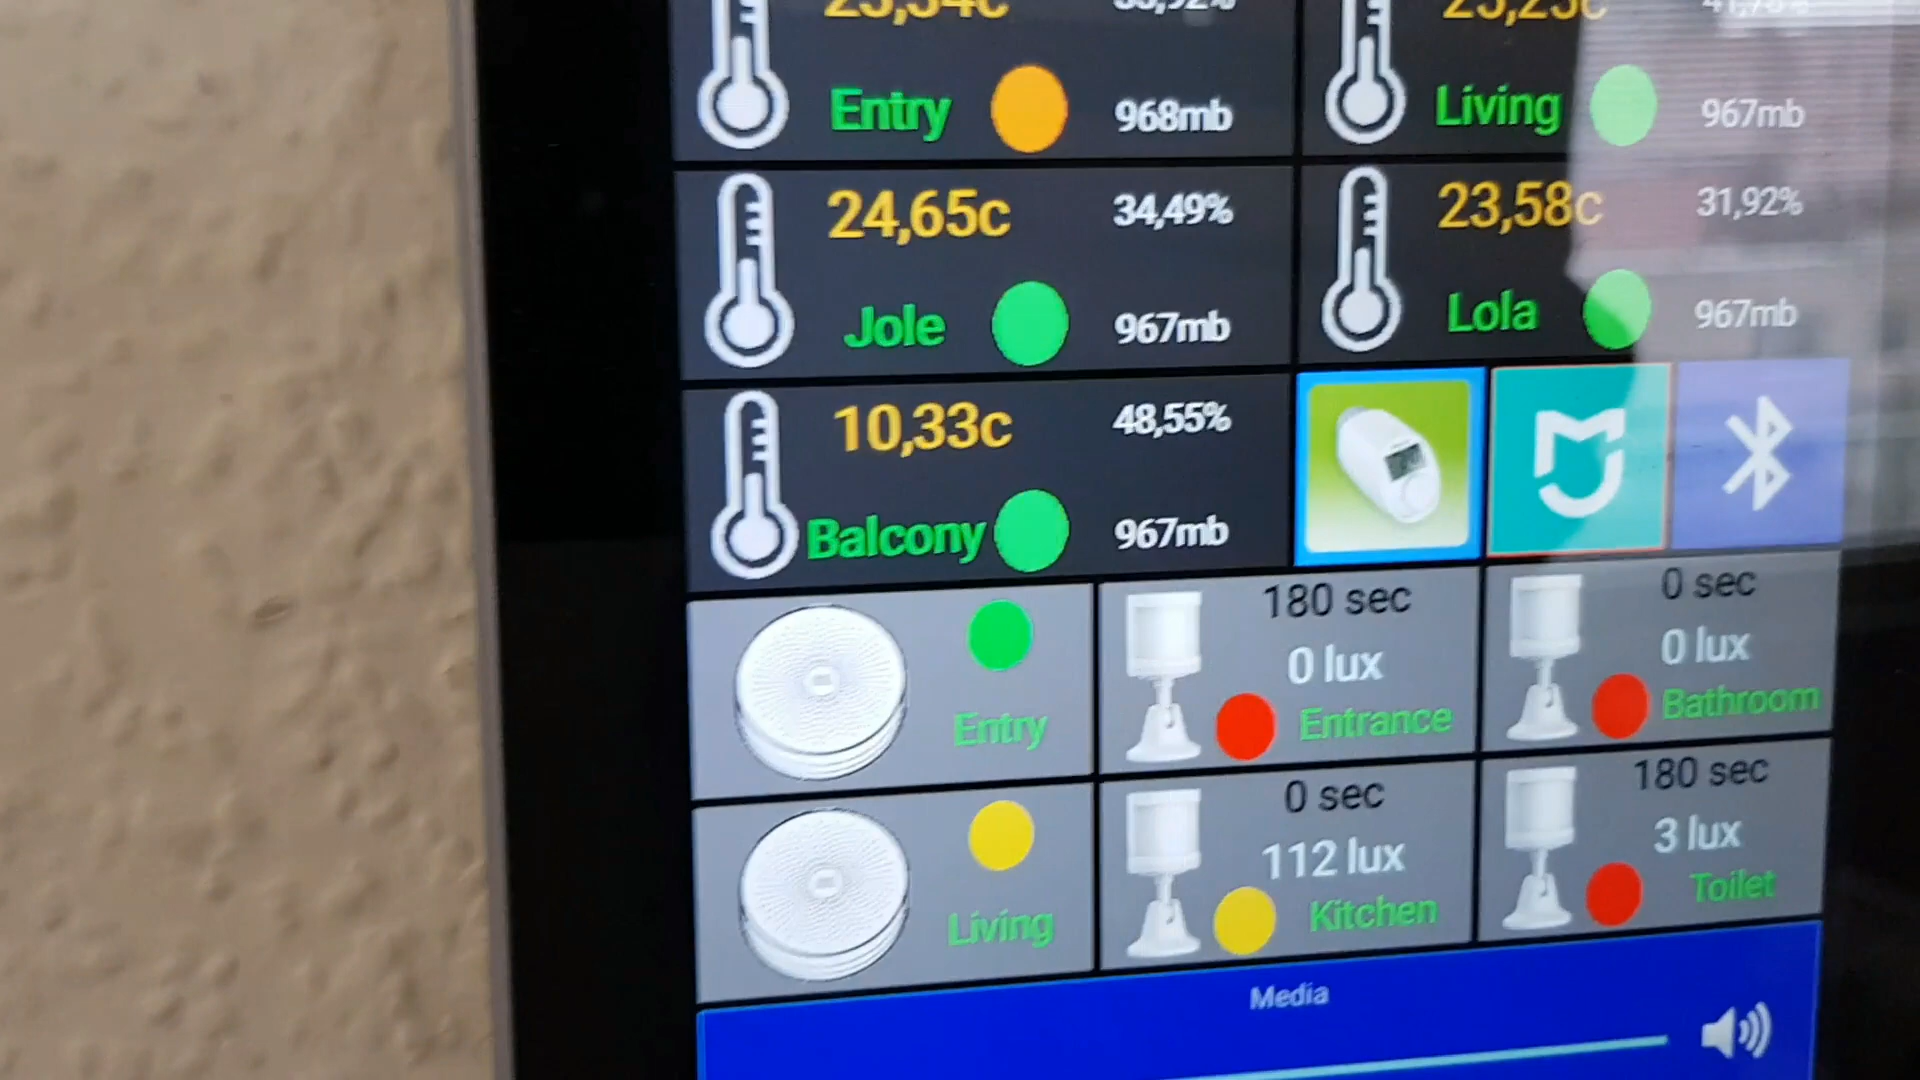 Entry 968mb
Living 967mb
24,65c 34,49%
Jole 967mb
23,58c 31,92%
Lola 967mb
10,33c 48,55%
Balcony 967mb
Entry
180 sec
0 lux
Entrance
0 sec
0 lux
Bathroom
Living
0 sec
112 lux
Kitchen
180 sec
3 lux
Toilet
Media